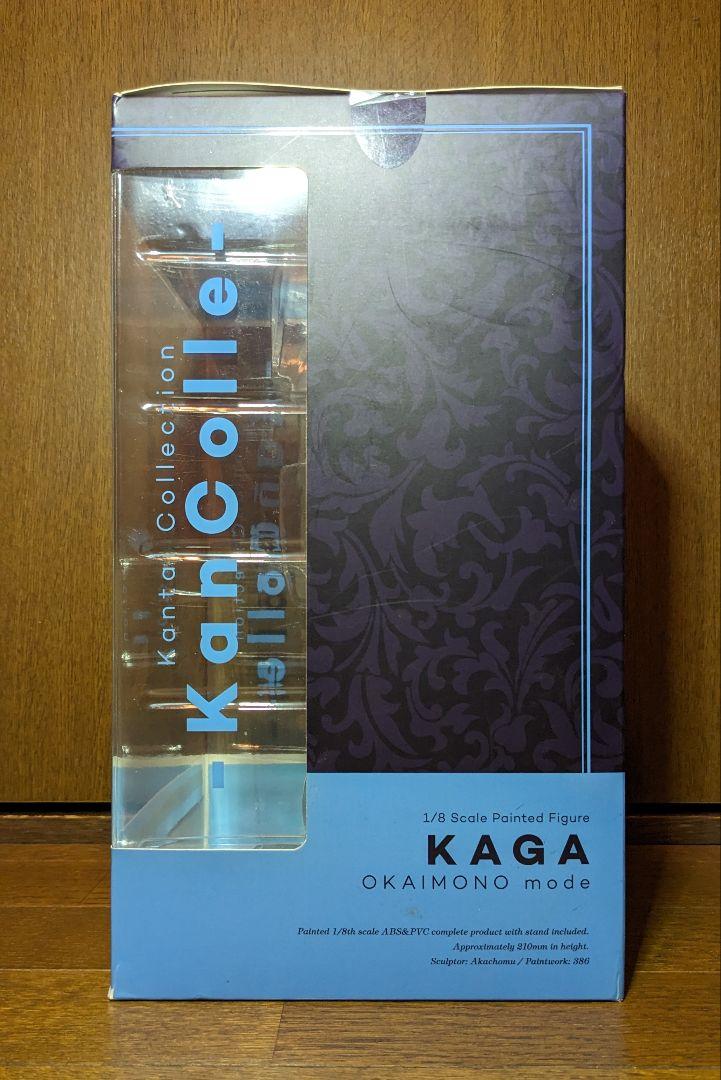 Kantai Collection
- KanColle -
1/8 Scale Painted Figure
KAGA
OKAIMONO mode
Painted 1/8th scale ABS&PVC complete product with stand included.
Approximately 210mm in height.
Sculptor: Akachomu / Paintwork: 386